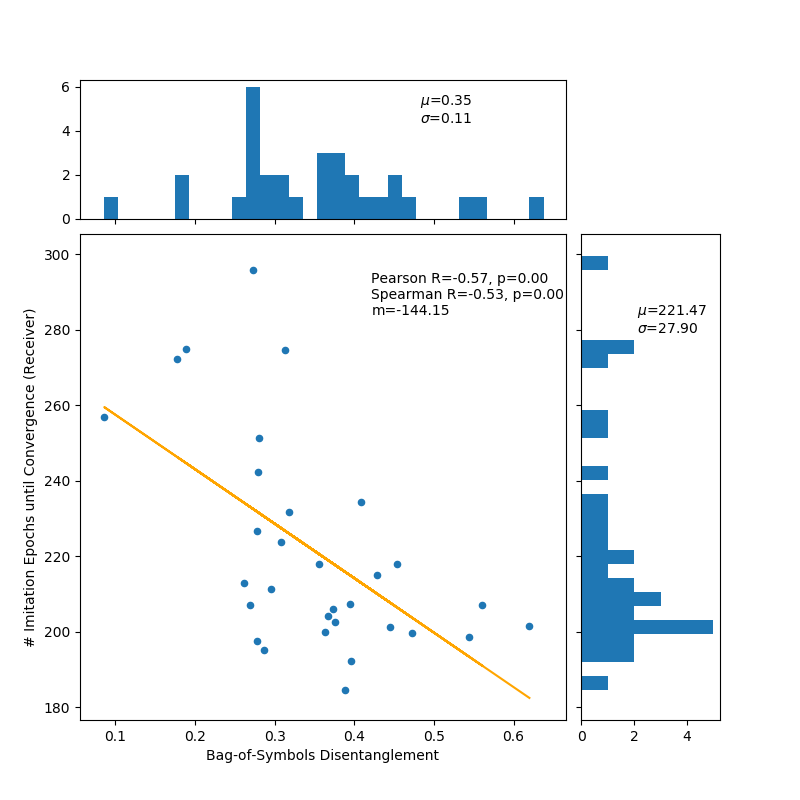 6
4
2
0
μ=0.35
σ=0.11
300
280
260
240
220
200
180
# Imitation Epochs until Convergence (Receiver)
Pearson R=-0.57, p=0.00
Spearman R=-0.53, p=0.00
m=-144.15
0.1 0.2 0.3 0.4 0.5 0.6
Bag-of-Symbols Disentanglement
μ=221.47
σ=27.90
0 2 4